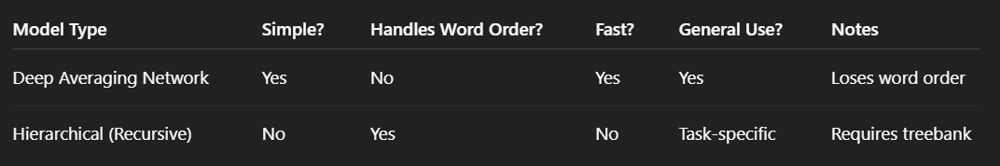 Model Type Simple? Handles Word Order? Fast? General Use? Notes
Deep Averaging Network Yes No Yes Yes Loses word order
Hierarchical (Recursive) No Yes No Task-specific Requires treebank